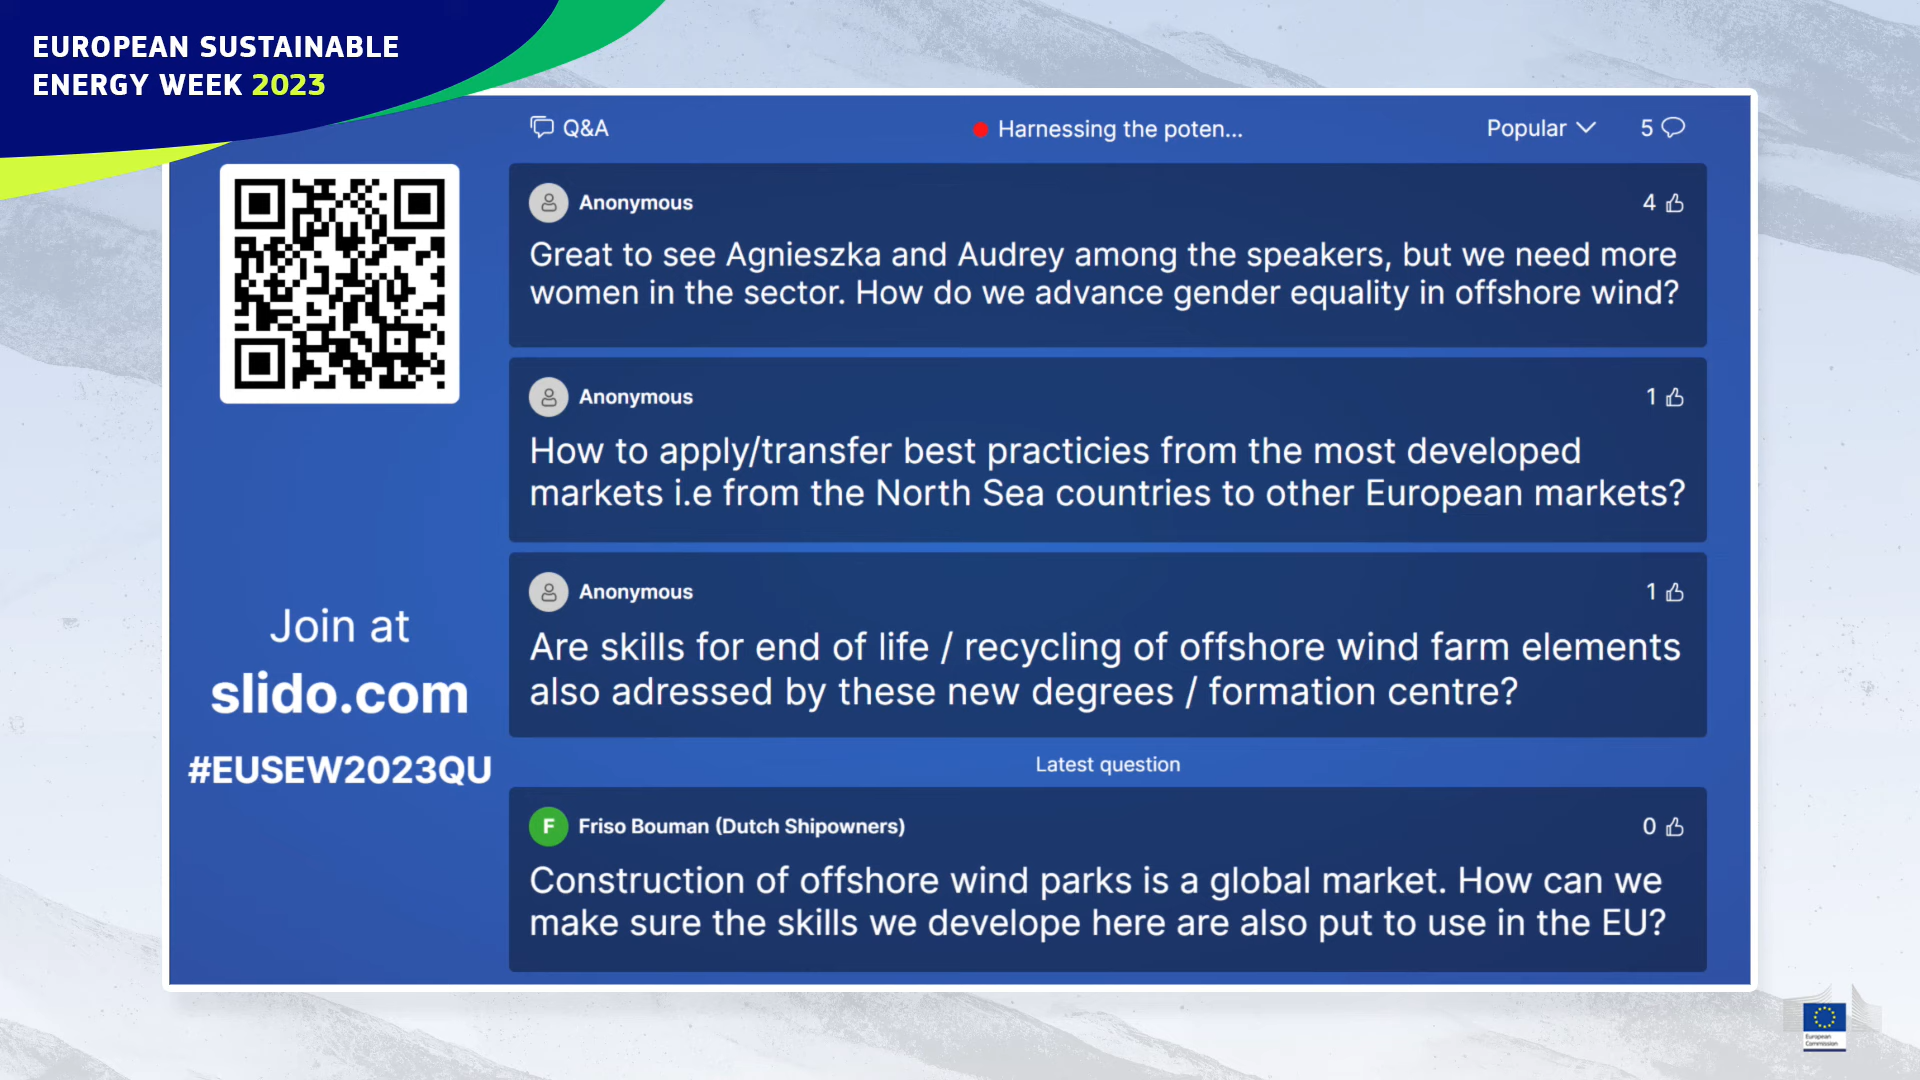 EUROPEAN SUSTAINABLE
ENERGY WEEK 2023
Q&A
Harnessing the poten...
Popular
5
Anonymous
4
Great to see Agnieszka and Audrey among the speakers, but we need more
women in the sector. How do we advance gender equality in offshore wind?
Anonymous
1
How to apply/transfer best practicies from the most developed
markets i.e from the North Sea countries to other European markets?
Anonymous
1
Are skills for end of life / recycling of offshore wind farm elements
also adressed by these new degrees / formation centre?
Join at
slido.com
#EUSEW2023QU
Latest question
F
Friso Bouman (Dutch Shipowners)
0
Construction of offshore wind parks is a global market. How can we
make sure the skills we develope here are also put to use in the EU?
European
Commission